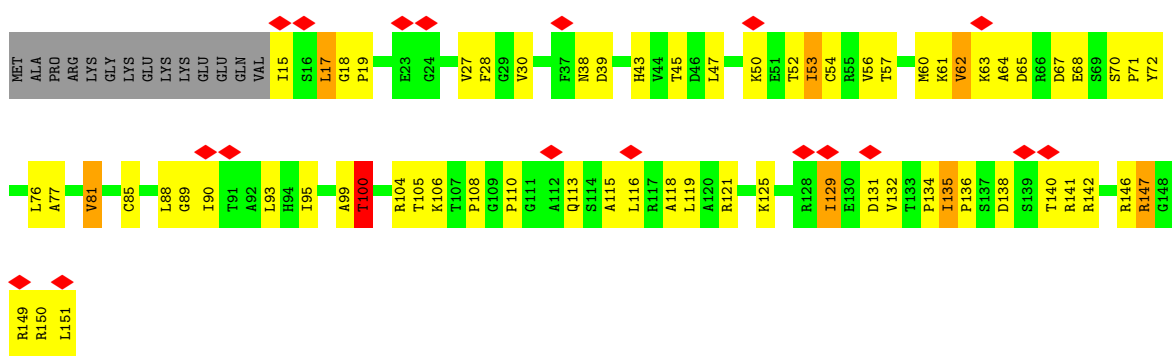 MET ALA PRO ARG LYS GLY LYS GLU LYS LYS GLU GLU GLN VAL I15 S16 L17 G18 P19 E23 G24 V27 F28 G29 V30 F37 N38 D39 H43 V44 T45 D46 L47 K50 E51 T52 I53 C54 R55 V56 T57 M60 K61 V62 K63 A64 D65 R66 D67 E68 S69 S70 P71 Y72
L76 A77 V81 C85 L88 G89 I90 T91 A92 L93 H94 I95 A99 T100 R104 T105 K106 T107 P108 G109 P110 G111 A112 Q113 S114 A115 L116 R117 A118 L119 A120 R121 K125 R128 I129 E130 D131 V132 T133 P134 I135 P136 S137 D138 S139 T140 R141 R142 R146 R147 G148
R149 R150 L151